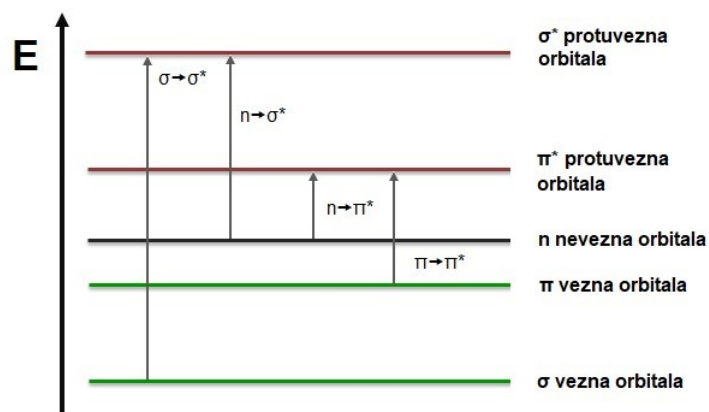 E
σ* protuvezna
orbitala
σ→σ*
n→σ*
π* protuvezna
orbitala
n→π*
n nevezna orbitala
π→π*
π vezna orbitala
σ vezna orbitala